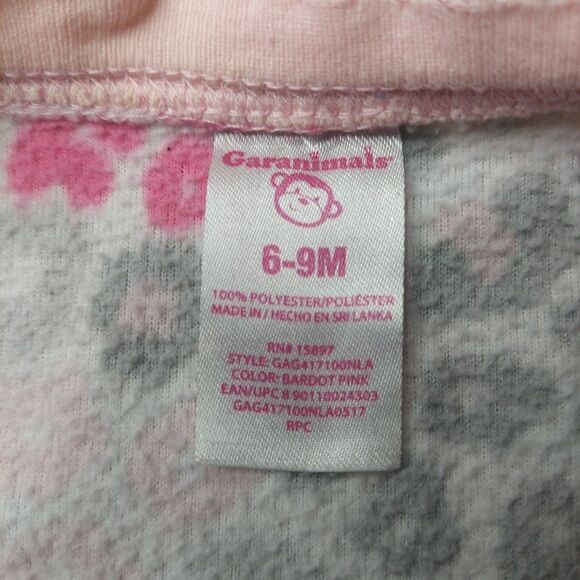 Garanimals®
6-9M
100% POLYESTER/POLIÉSTER
MADE IN / HECHO EN SRI LANKA
RN# 15897
STYLE: GAG417100NLA
COLOR: BARDOT PINK
EAN/UPC 8 90110024303
GAG417100NLA0517
RPC